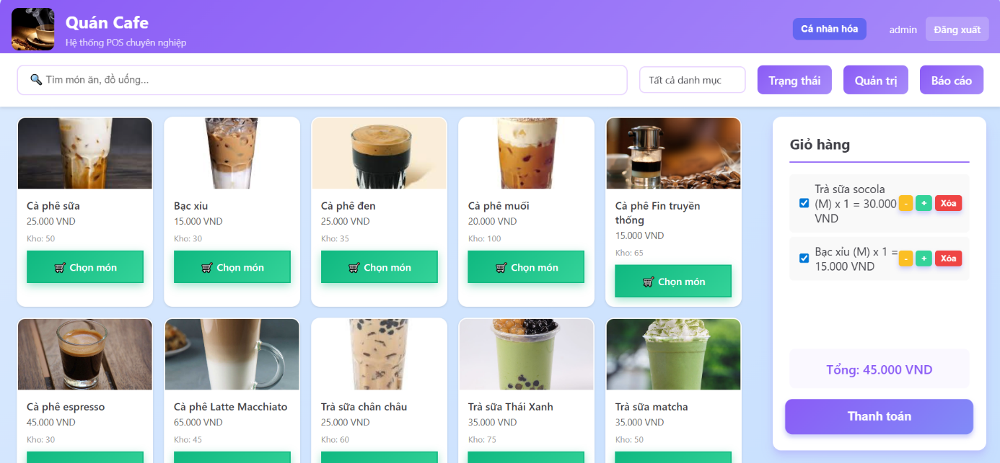 Quán Cafe
Hệ thống POS chuyên nghiệp
Cá nhân hóa
admin
Đăng xuất
🔍 Tìm món ăn, đồ uống...
Tất cả danh mục
Trạng thái
Quản trị
Báo cáo
Cà phê sữa
25.000 VND
Kho: 50
🛒 Chọn món
Bạc xỉu
15.000 VND
Kho: 30
🛒 Chọn món
Cà phê đen
25.000 VND
Kho: 35
🛒 Chọn món
Cà phê muối
20.000 VND
Kho: 100
🛒 Chọn món
Cà phê Fin truyền
thống
15.000 VND
Kho: 65
🛒 Chọn món
Cà phê espresso
45.000 VND
Kho: 30
Cà phê Latte Macchiato
65.000 VND
Kho: 45
Trà sữa chân châu
25.000 VND
Kho: 60
Trà sữa Thái Xanh
35.000 VND
Kho: 75
Trà sữa matcha
35.000 VND
Kho: 50
Giỏ hàng
Trà sữa socola
(M) x 1 = 30.000
VND
- + Xóa
Bạc xỉu (M) x 1 =
15.000 VND
- + Xóa
Tổng: 45.000 VND
Thanh toán